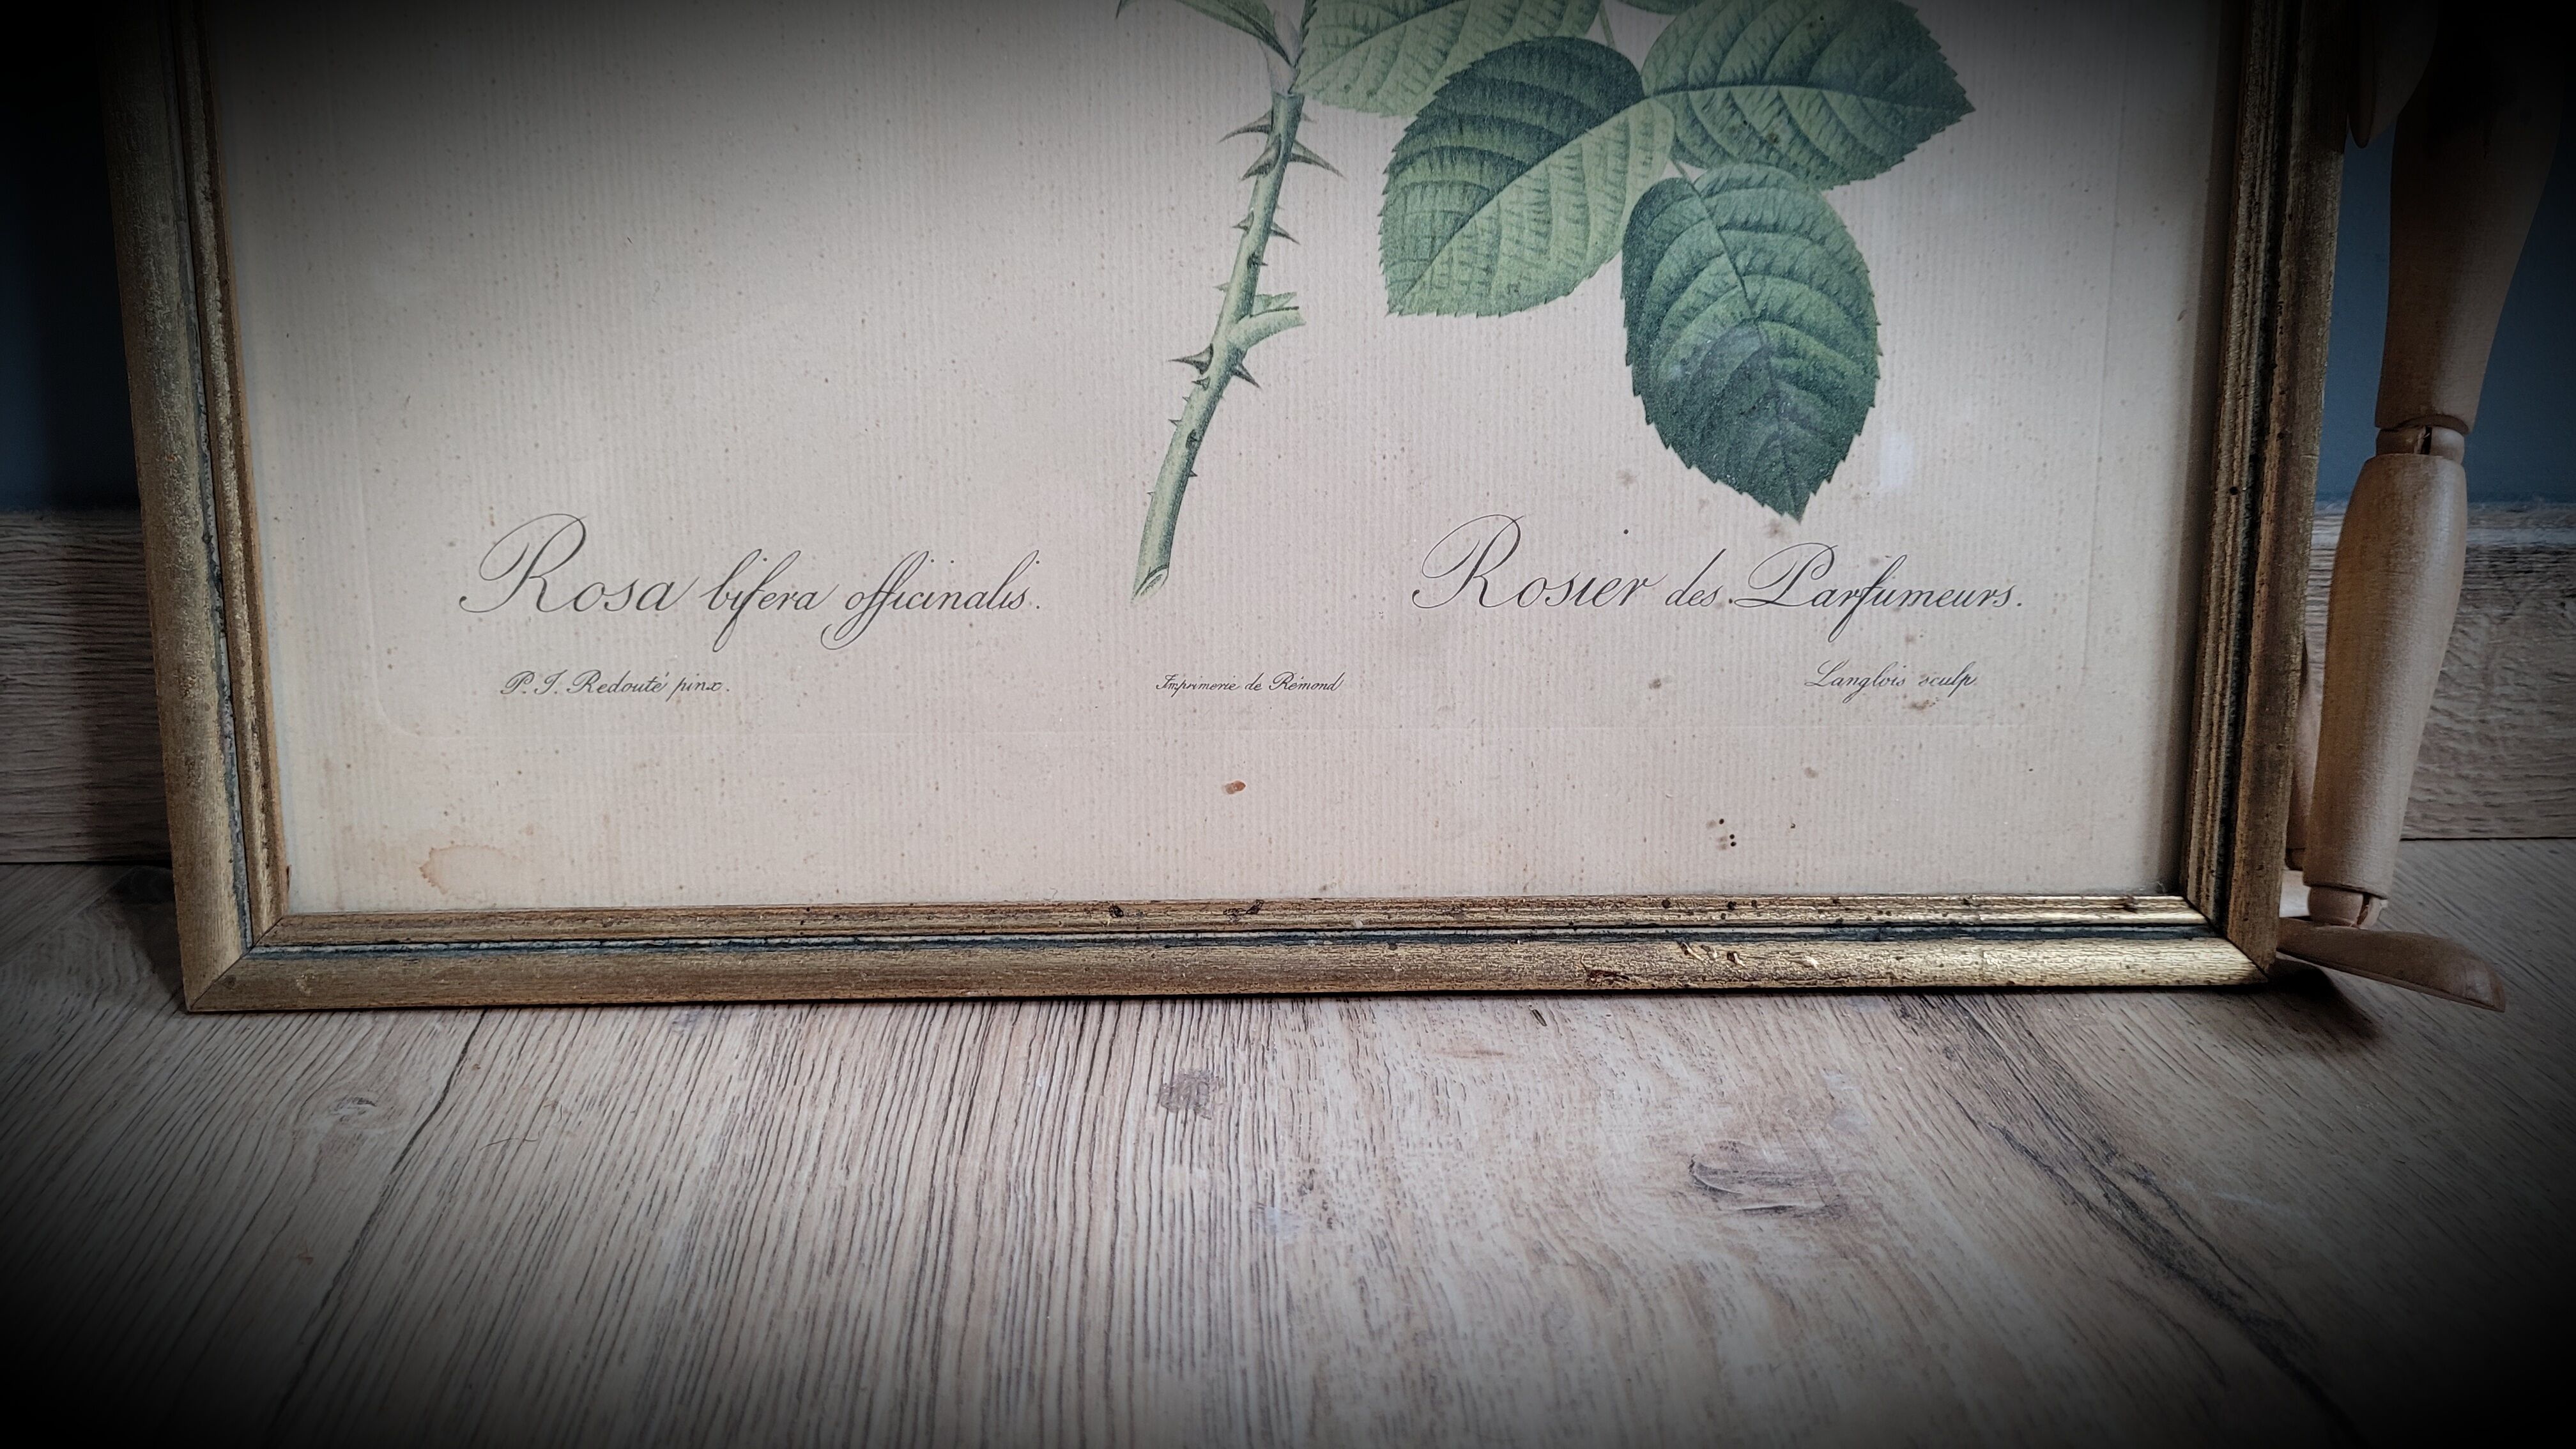 Rosa bifera officinalis. Rosier des Parfumeurs.
P. J. Redouté pinx. Imprimerie de Rémond Langlois sculp